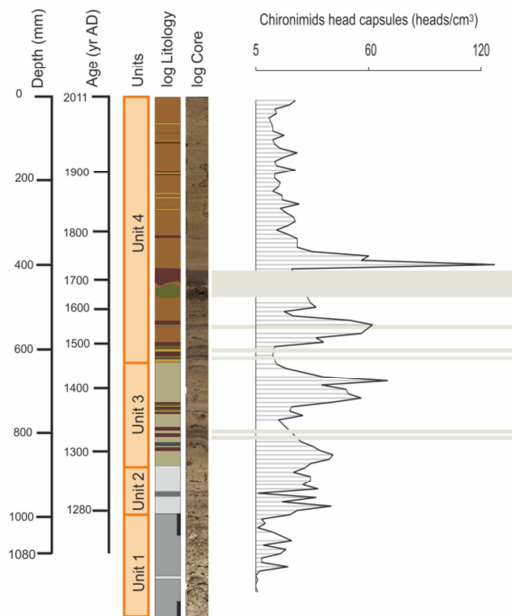 Chironimids head capsules (heads/cm³)
5 60 120
Depth (mm)
Age (yr AD)
Units
log Litology
log Core
0
200
400
600
800
1000
1080
2011
1900
1800
1700
1600
1500
1400
1300
1280
Unit 4
Unit 3
Unit 2
Unit 1